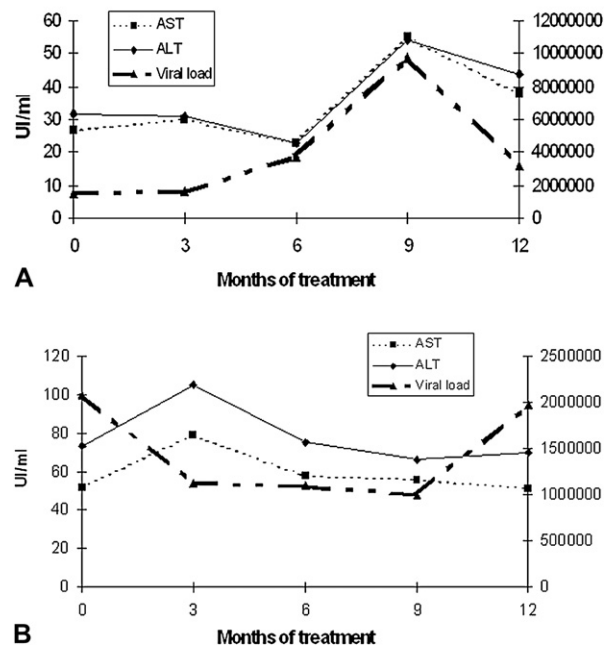 AST
ALT
Viral load
60
50
40
30
20
10
0
UI/ml
12000000
10000000
8000000
6000000
4000000
2000000
0
0 3 6 9 12
Months of treatment
A
AST
ALT
Viral load
120
100
80
60
40
20
0
UI/ml
2500000
2000000
1500000
1000000
500000
0
0 3 6 9 12
Months of treatment
B